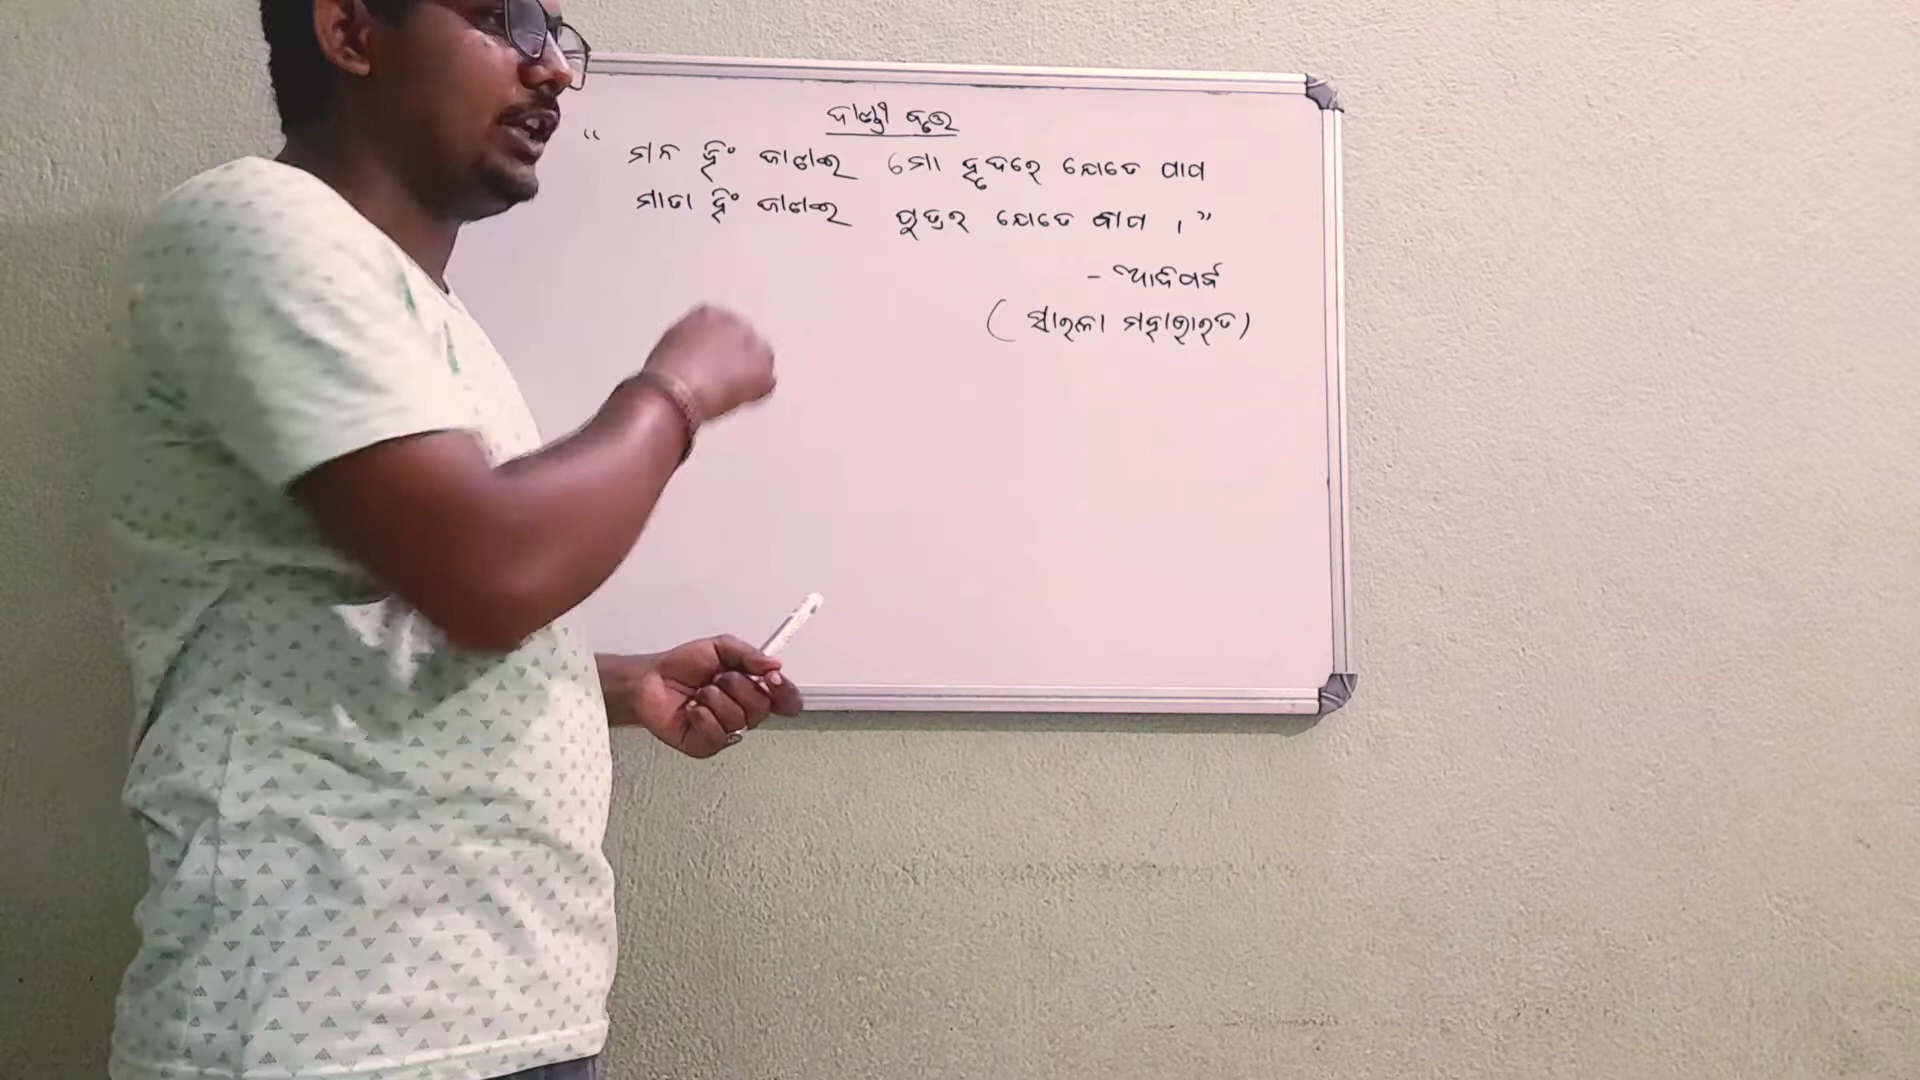 ଦାଣ୍ଡୀ ବୃତ୍ତ
“ ମନ ହିଂ ଜାଣଇ ମୋ ହୃଦରେ ଯେତେ ପାପ
ମାତା ହିଂ ଜାଣଇ ପୁତ୍ରର ଯେତେ ବାପ ।”
- ଆଦିପର୍ବ
( ସାରଳା ମହାଭାରତ)